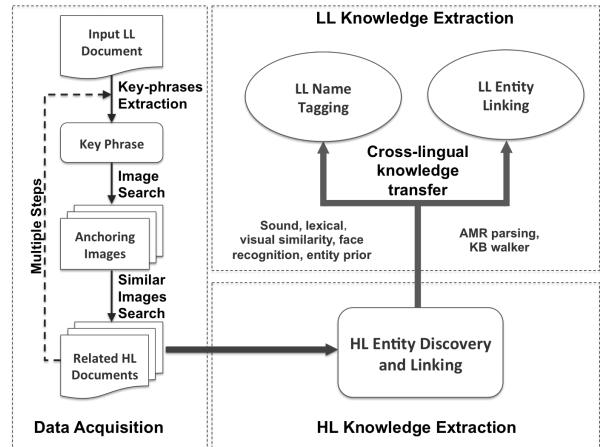 Input LL
Document
Key-phrases
Extraction
Key Phrase
Image
Search
Anchoring
Images
Similar
Images
Search
Related HL
Documents
Multiple Steps
Data Acquisition
LL Knowledge Extraction
LL Name
Tagging
LL Entity
Linking
Cross-lingual
knowledge
transfer
Sound, lexical,
visual similarity, face
recognition, entity prior
AMR parsing,
KB walker
HL Entity Discovery
and Linking
HL Knowledge Extraction